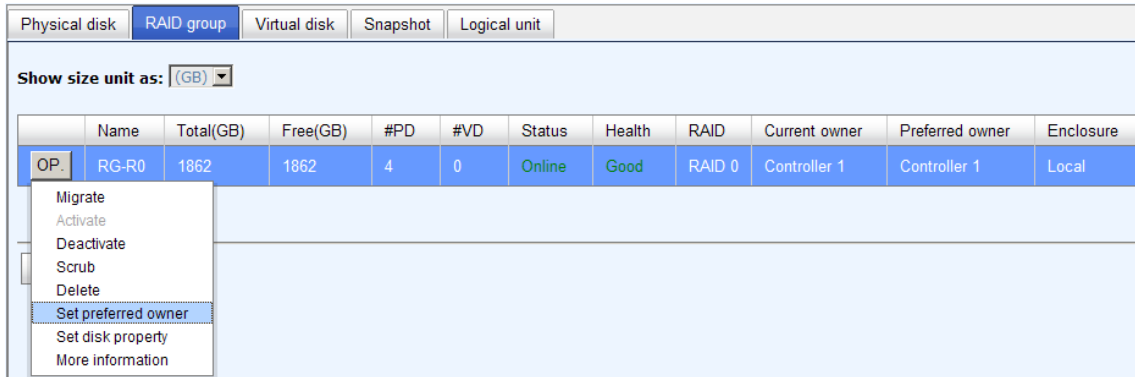 Physical disk RAID group Virtual disk Snapshot Logical unit
Show size unit as: (GB)
Name Total(GB) Free(GB) #PD #VD Status Health RAID Current owner Preferred owner Enclosure
OP. RG-R0 1862 1862 4 0 Online Good RAID 0 Controller 1 Controller 1 Local
Migrate
Activate
Deactivate
Scrub
Delete
Set preferred owner
Set disk property
More information